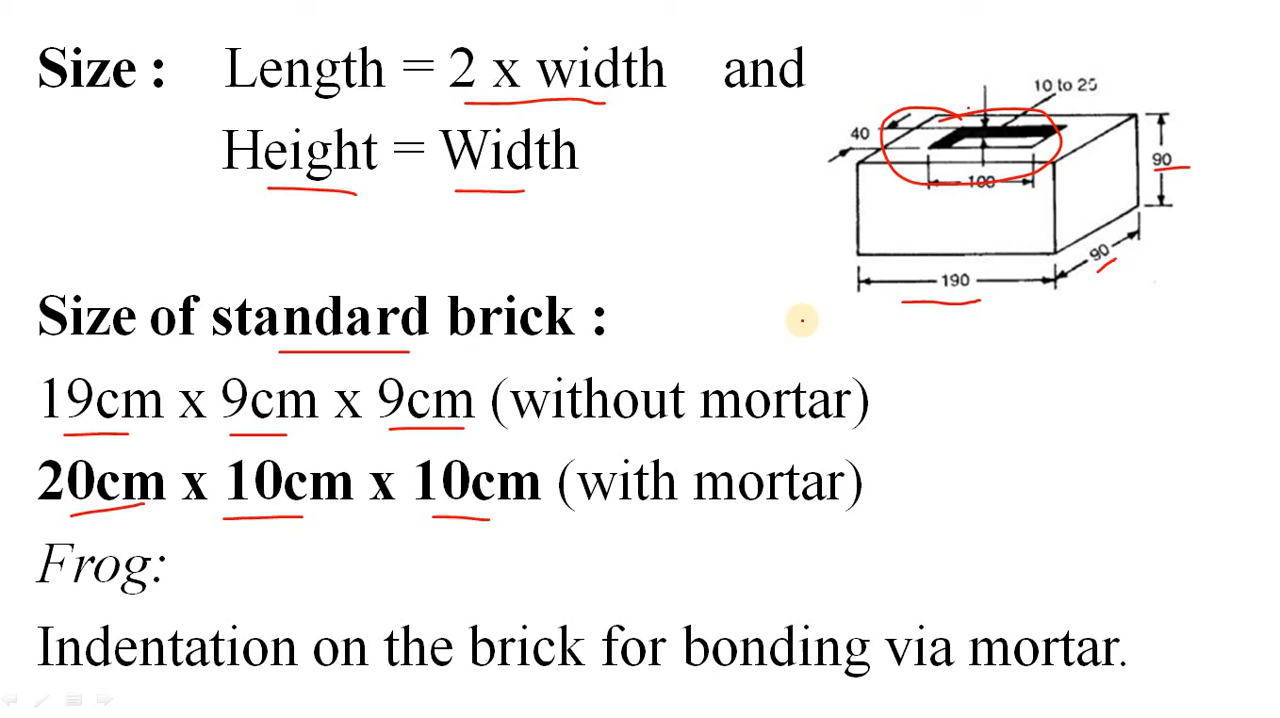 Size : Length = 2 x width and
Height = Width
10 to 25
40
100
90
90
190
Size of standard brick :
19cm x 9cm x 9cm (without mortar)
20cm x 10cm x 10cm (with mortar)
Frog:
Indentation on the brick for bonding via mortar.